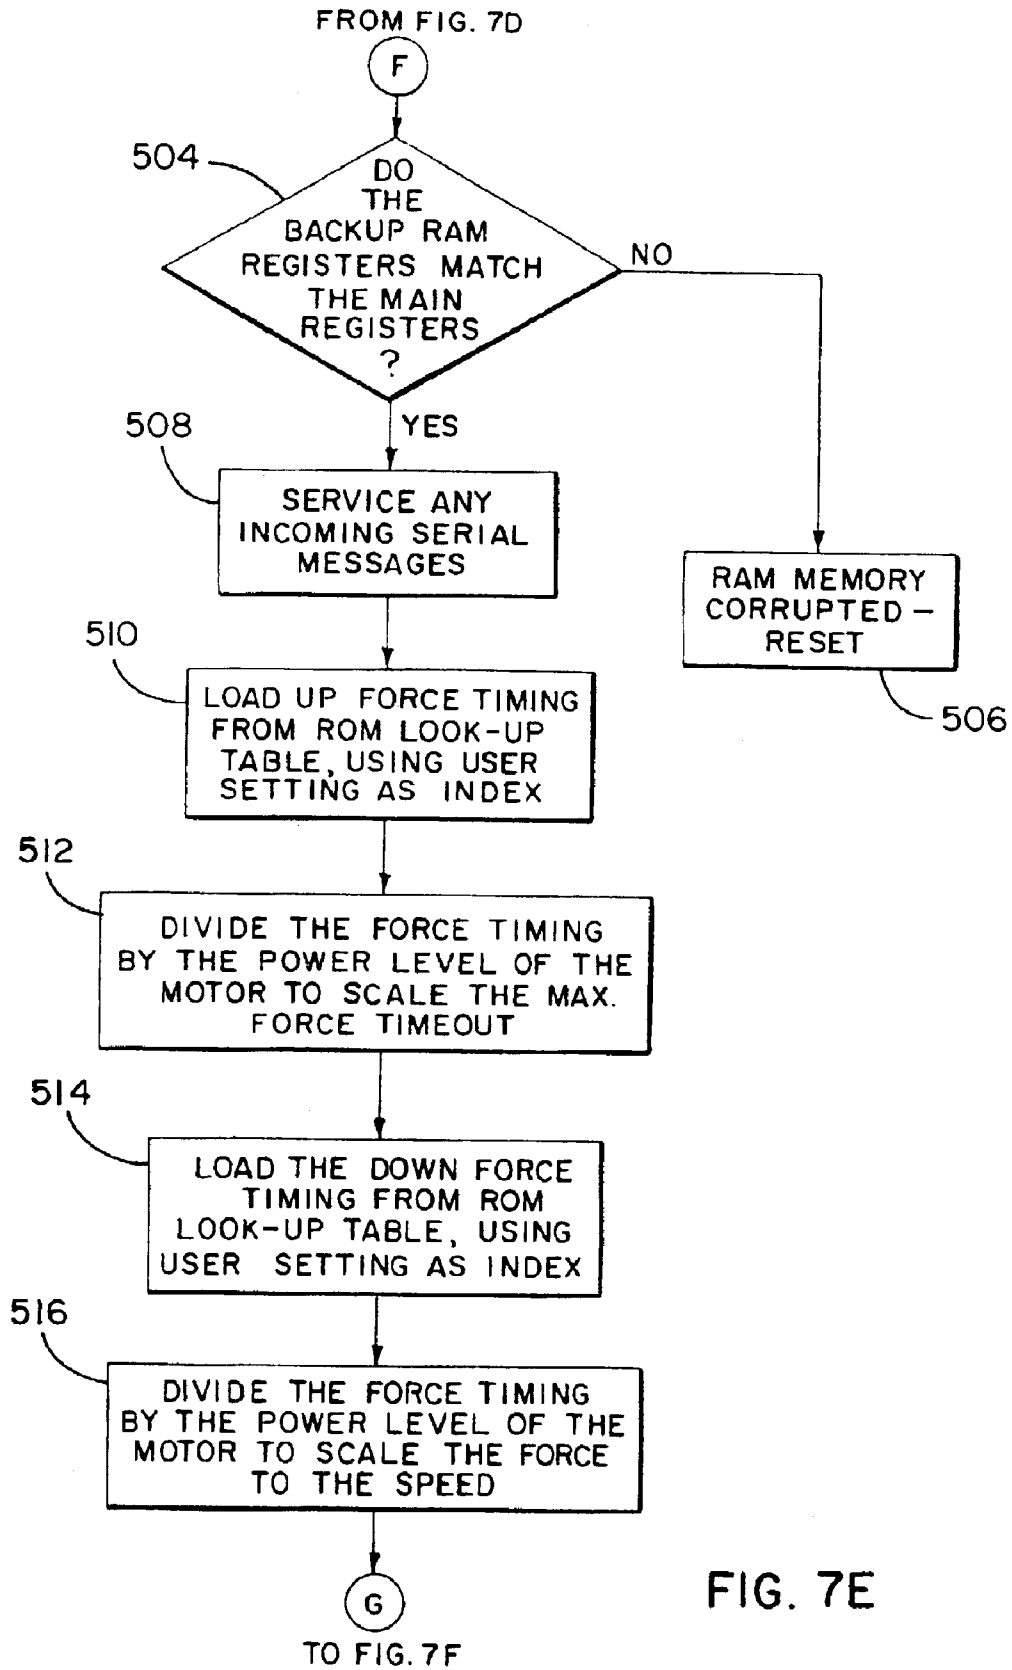 FROM FIG. 7D
F
504
DO
THE
BACKUP RAM
REGISTERS MATCH
THE MAIN
REGISTERS
?
NO
YES
508
SERVICE ANY
INCOMING SERIAL
MESSAGES
RAM MEMORY
CORRUPTED —
RESET
506
510
LOAD UP FORCE TIMING
FROM ROM LOOK-UP
TABLE, USING USER
SETTING AS INDEX
512
DIVIDE THE FORCE TIMING
BY THE POWER LEVEL OF THE
MOTOR TO SCALE THE MAX.
FORCE TIMEOUT
514
LOAD THE DOWN FORCE
TIMING FROM ROM
LOOK-UP TABLE, USING
USER SETTING AS INDEX
516
DIVIDE THE FORCE TIMING
BY THE POWER LEVEL OF THE
MOTOR TO SCALE THE FORCE
TO THE SPEED
G
TO FIG. 7F
FIG. 7E